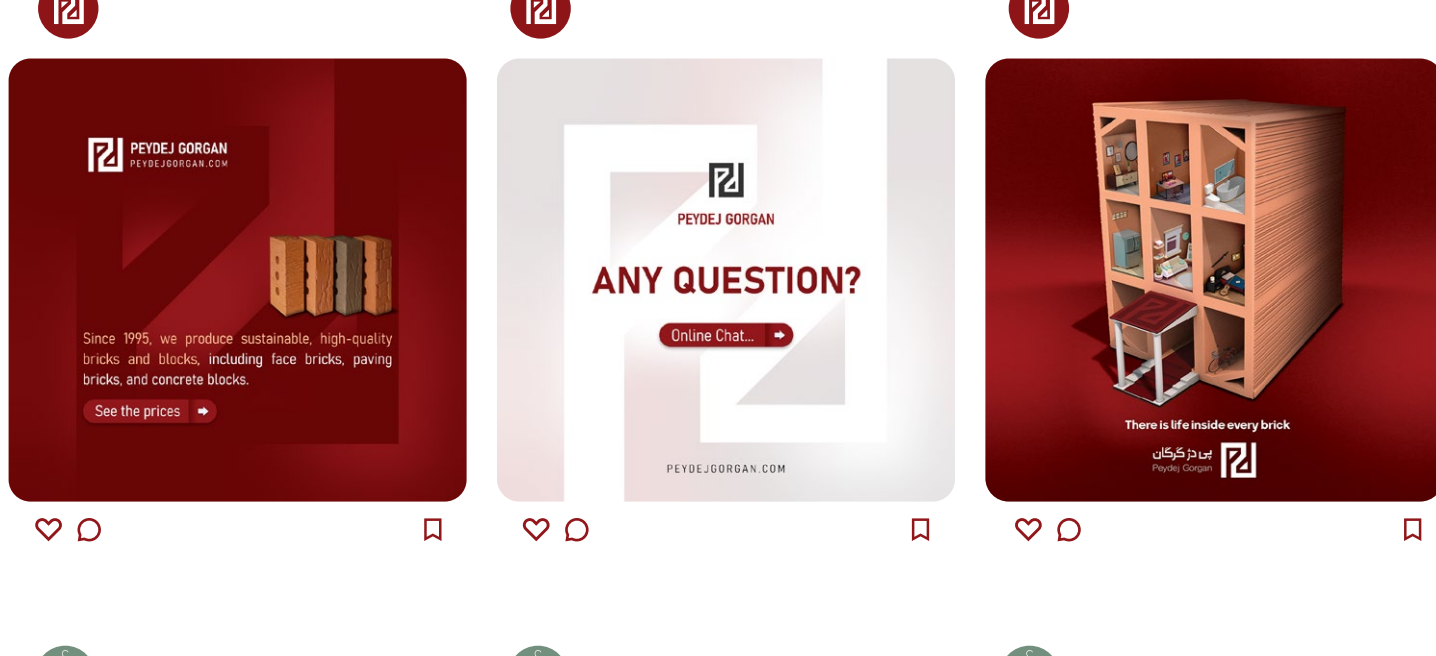 PEYDEJ GORGAN
PEYDEJGORGAN.COM
Since 1995, we produce sustainable, high-quality
bricks and blocks, including face bricks, paving
bricks, and concrete blocks.
See the prices
PEYDEJ GORGAN
ANY QUESTION?
Online Chat...
PEYDEJGORGAN.COM
There is life inside every brick
پی دژ گرگان
Peydej Gorgan